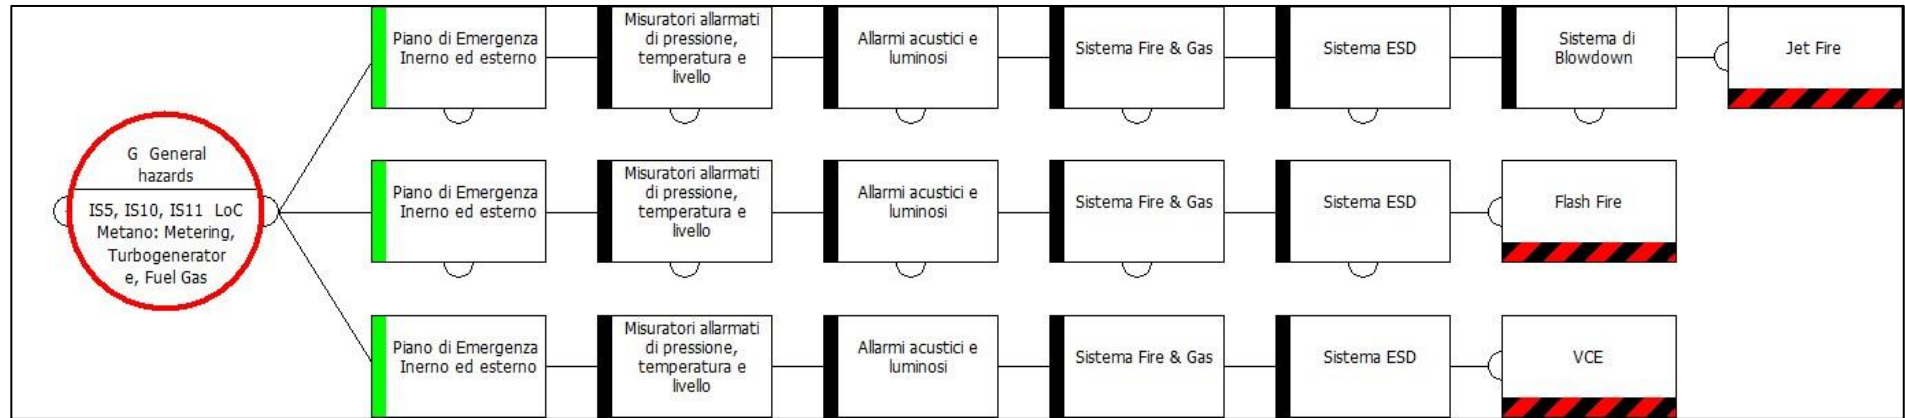 Piano di Emergenza
Inerno ed esterno
Misuratori allarmati
di pressione,
temperatura e
livello
Allarmi acustici e
luminosi
Sistema Fire & Gas
Sistema ESD
Sistema di
Blowdown
Jet Fire
G General
hazards
IS5, IS10, IS11 LoC
Metano: Metering,
Turbogenerator
e, Fuel Gas
Piano di Emergenza
Inerno ed esterno
Misuratori allarmati
di pressione,
temperatura e
livello
Allarmi acustici e
luminosi
Sistema Fire & Gas
Sistema ESD
Flash Fire
Piano di Emergenza
Inerno ed esterno
Misuratori allarmati
di pressione,
temperatura e
livello
Allarmi acustici e
luminosi
Sistema Fire & Gas
Sistema ESD
VCE